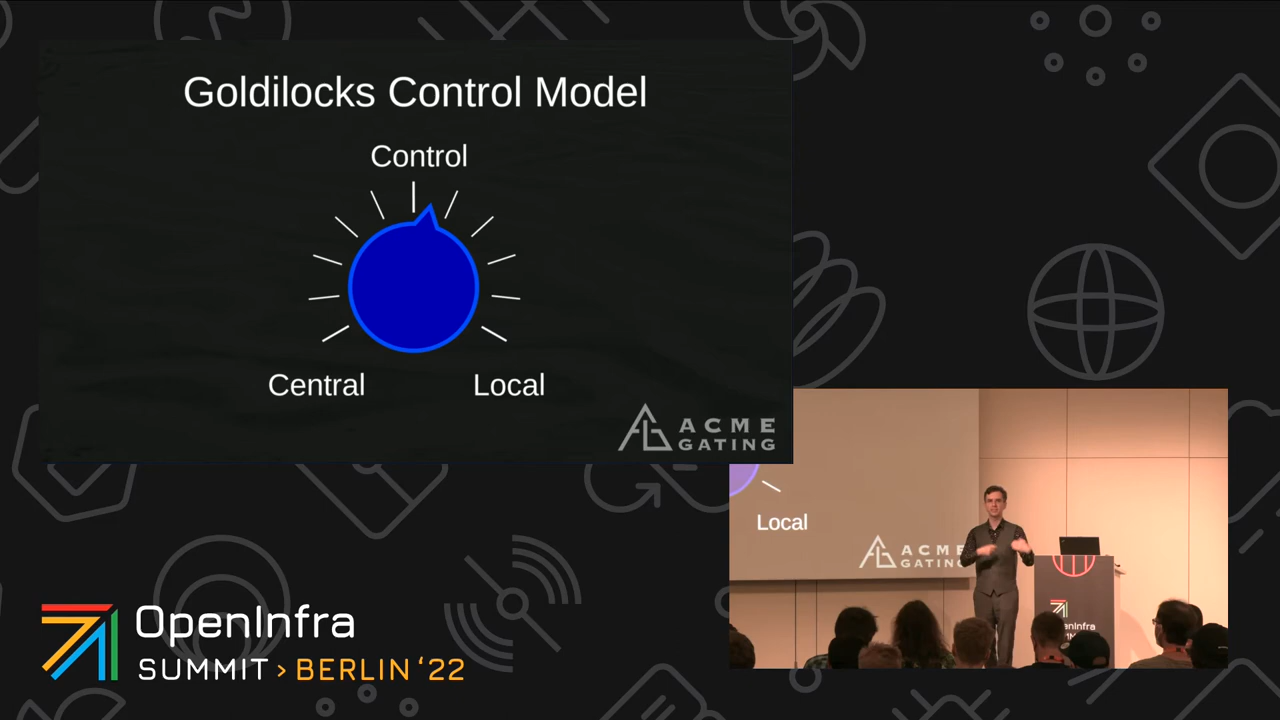 Goldilocks Control Model
Control
Central
Local
ACME
GATING
Local
ACME
GATING
OpenInfra
SUMMIT > BERLIN ‘22